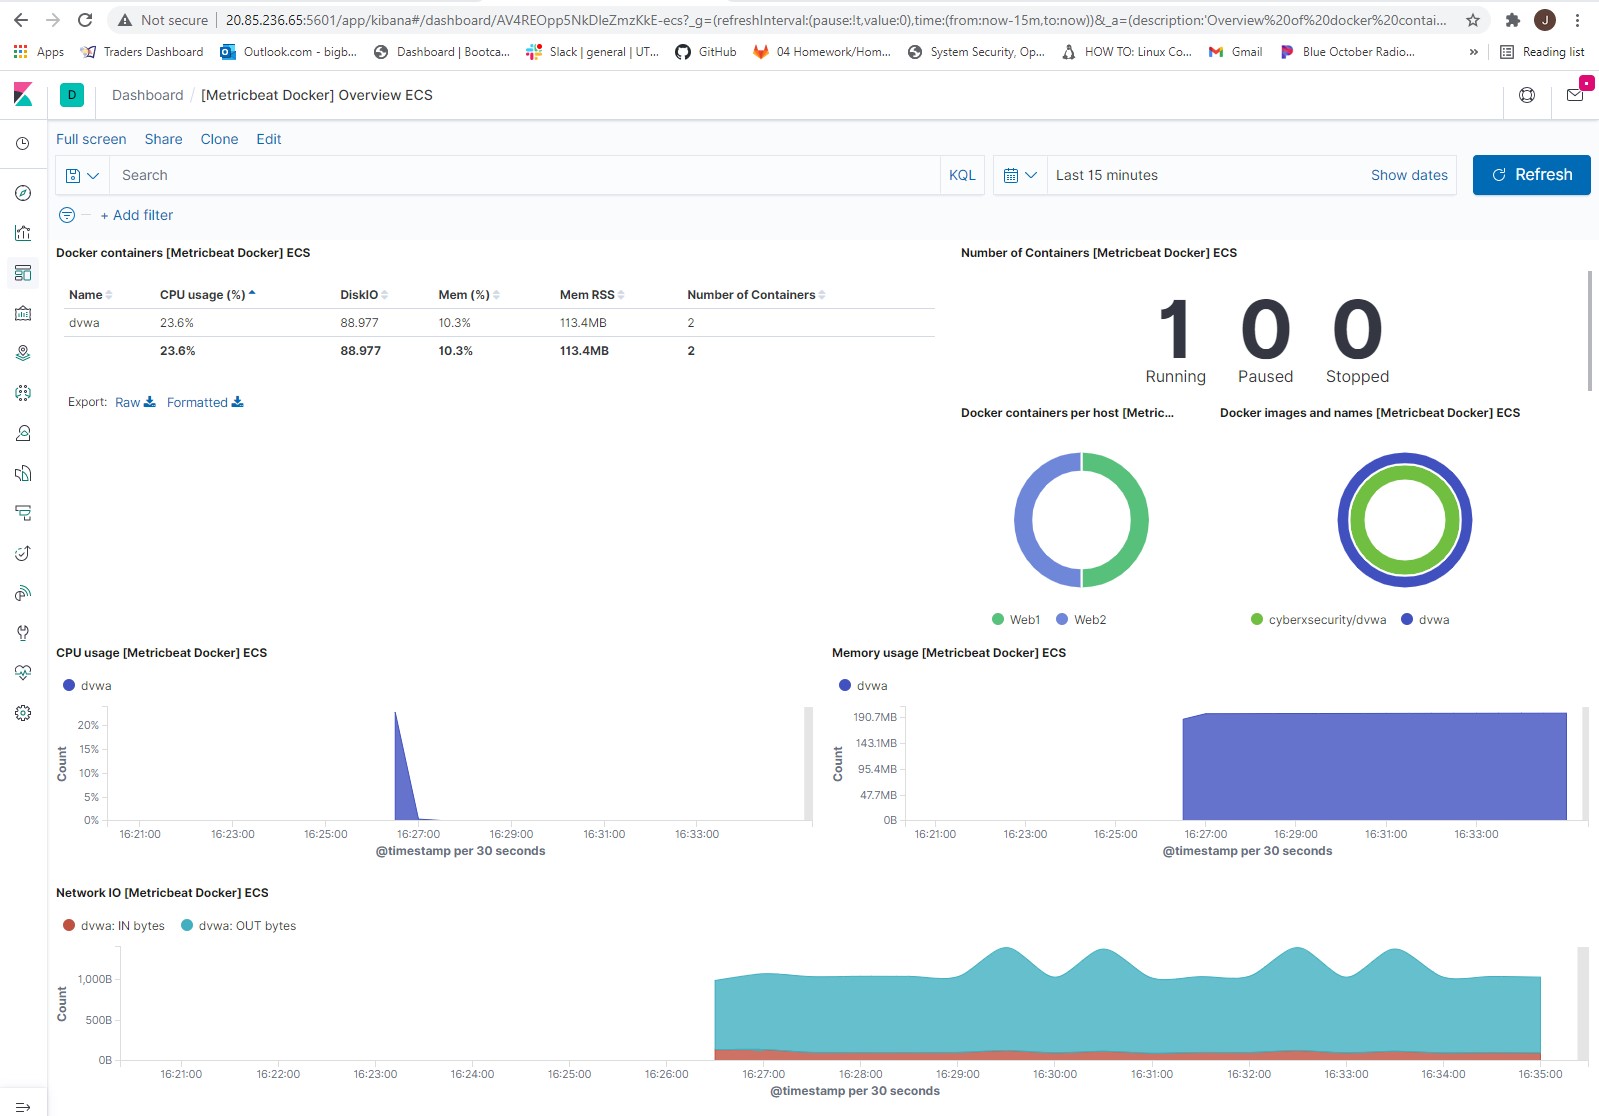 Not secure | 20.85.236.65:5601/app/kibana#/dashboard/AV4REOpp5NkDleZmzKkE-ecs?_g=(refreshInterval:(pause:!t,value:0),time:(from:now-15m,to:now))&_a=(description:'Overview%20of%20docker%20contai...
J
Apps Traders Dashboard Outlook.com - bigb... Dashboard | Bootca... Slack | general | UT... GitHub 04 Homework/Hom... System Security, Op... HOW TO: Linux Co... Gmail Blue October Radio... » Reading list
D Dashboard / [Metricbeat Docker] Overview ECS
Full screen Share Clone Edit
Search KQL Last 15 minutes Show dates Refresh
+ Add filter
Docker containers [Metricbeat Docker] ECS
Name CPU usage (%) DiskIO Mem (%) Mem RSS Number of Containers
dvwa 23.6% 88.977 10.3% 113.4MB 2
23.6% 88.977 10.3% 113.4MB 2
Export: Raw Formatted
Number of Containers [Metricbeat Docker] ECS
1 0 0
Running Paused Stopped
Docker containers per host [Metric...
Web1 Web2
Docker images and names [Metricbeat Docker] ECS
cyberxsecurity/dvwa dvwa
CPU usage [Metricbeat Docker] ECS
dvwa
Count
20%
15%
10%
5%
0%
16:21:00 16:23:00 16:25:00 16:27:00 16:29:00 16:31:00 16:33:00
@timestamp per 30 seconds
Memory usage [Metricbeat Docker] ECS
dvwa
Count
190.7MB
143.1MB
95.4MB
47.7MB
0B
16:21:00 16:23:00 16:25:00 16:27:00 16:29:00 16:31:00 16:33:00
@timestamp per 30 seconds
Network IO [Metricbeat Docker] ECS
dvwa: IN bytes dvwa: OUT bytes
Count
1,000B
500B
0B
16:21:00 16:22:00 16:23:00 16:24:00 16:25:00 16:26:00 16:27:00 16:28:00 16:29:00 16:30:00 16:31:00 16:32:00 16:33:00 16:34:00 16:35:00
@timestamp per 30 seconds